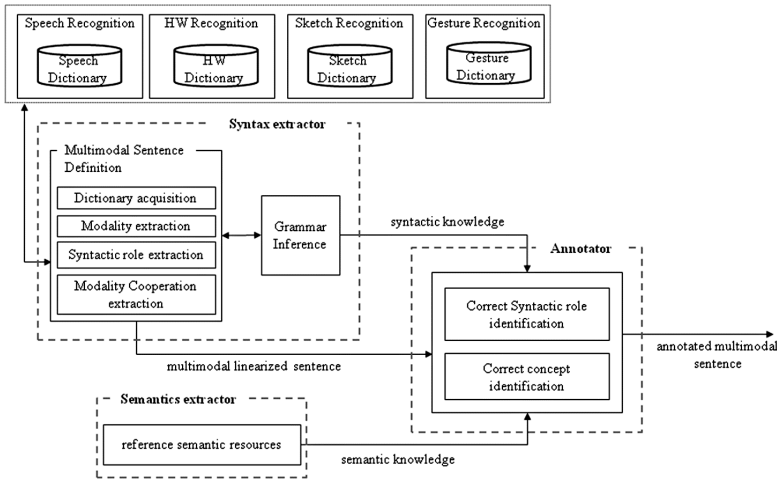 Speech Recognition
Speech
Dictionary
HW Recognition
HW
Dictionary
Sketch Recognition
Sketch
Dictionary
Gesture Recognition
Gesture
Dictionary
Syntax extractor
Multimodal Sentence
Definition
Dictionary acquisition
Modality extraction
Syntactic role extraction
Modality Cooperation
extraction
Grammar
Inference
syntactic knowledge
Annotator
Correct Syntactic role
identification
Correct concept
identification
annotated multimodal
sentence
multimodal linearized sentence
Semantics extractor
reference semantic resources
semantic knowledge